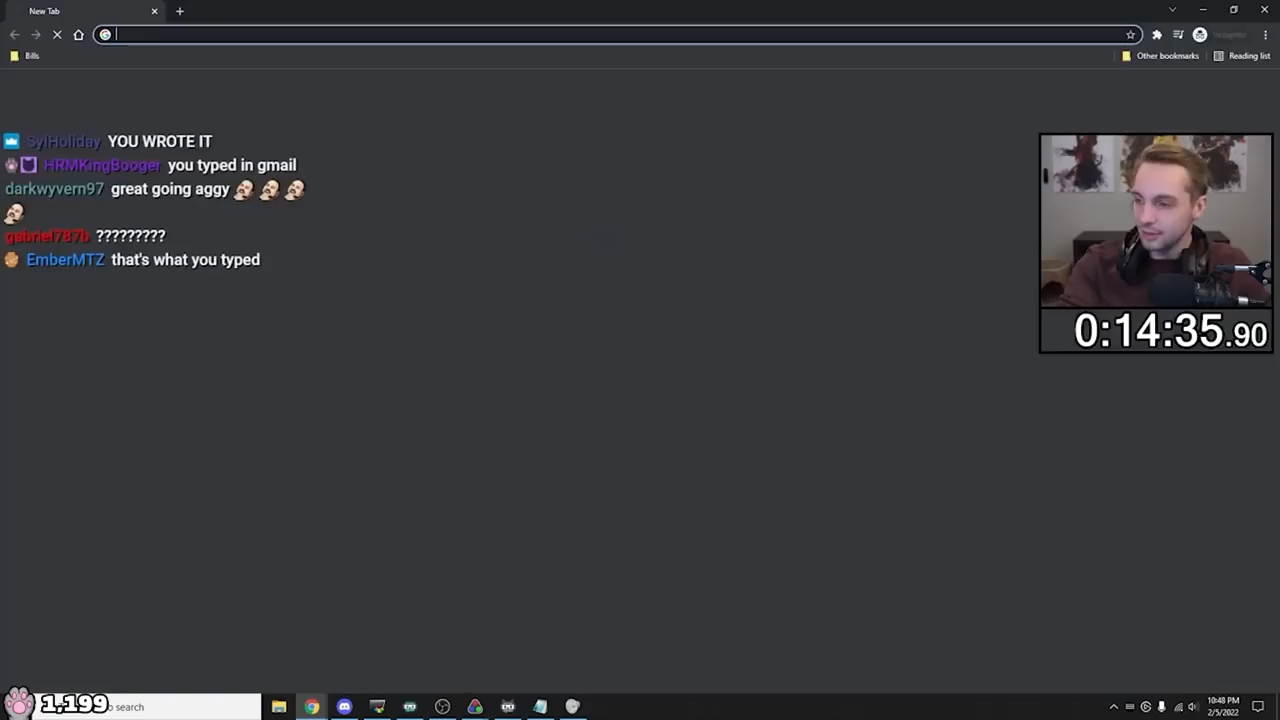 New Tab
Bills
Other bookmarks
Reading list
SylHoliday YOU WROTE IT
HRMKingBooger you typed in gmail
darkwyvern97 great going aggy
gabriel787b ?????????
EmberMTZ that's what you typed
0:14:35.90
1,199
o search
10:48 PM
2/5/2022